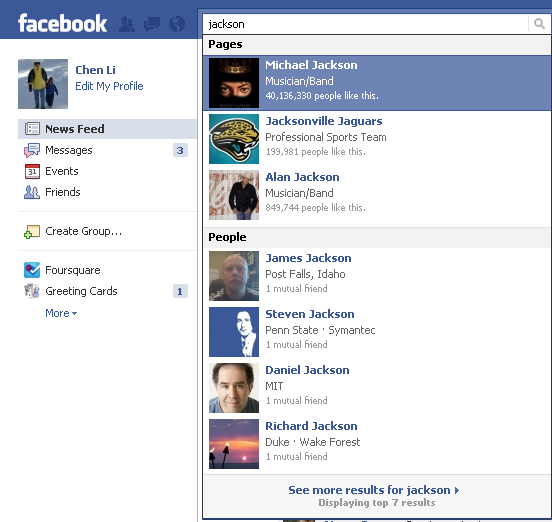 facebook
jackson
Chen Li
Edit My Profile
News Feed
Messages 3
31 Events
Friends
Create Group...
Foursquare
Greeting Cards 1
More
Pages
Michael Jackson
Musician/Band
40,136,330 people like this.
Jacksonville Jaguars
Professional Sports Team
199,981 people like this.
Alan Jackson
Musician/Band
849,744 people like this.
People
James Jackson
Post Falls, Idaho
1 mutual friend
Steven Jackson
Penn State · Symantec
1 mutual friend
Daniel Jackson
MIT
1 mutual friend
Richard Jackson
Duke · Wake Forest
1 mutual friend
See more results for jackson
Displaying top 7 results